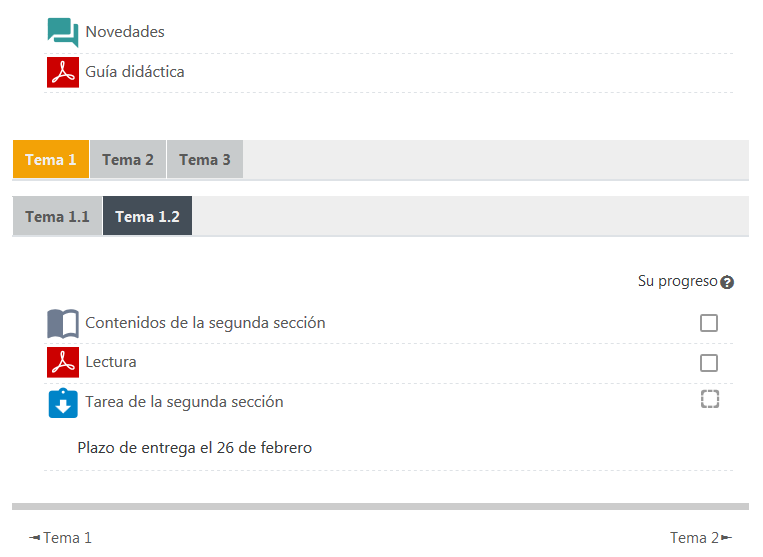 Novedades
Guía didáctica
Tema 1 Tema 2 Tema 3
Tema 1.1 Tema 1.2
Su progreso ?
Contenidos de la segunda sección
Lectura
Tarea de la segunda sección
Plazo de entrega el 26 de febrero
◄ Tema 1 Tema 2 ►